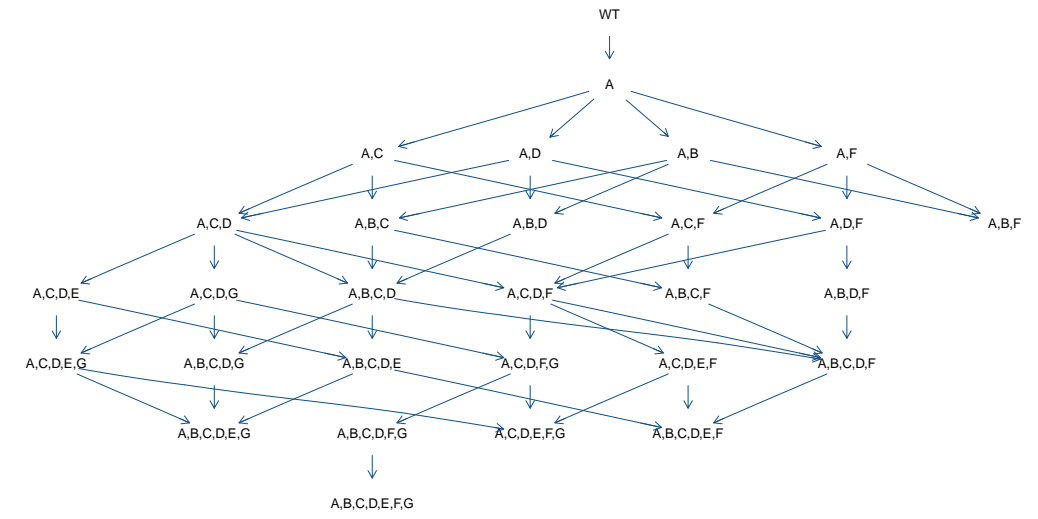 WT
A
A,C
A,D
A,B
A,F
A,C,D
A,B,C
A,B,D
A,C,F
A,D,F
A,B,F
A,C,D,E
A,C,D,G
A,B,C,D
A,C,D,F
A,B,C,F
A,B,D,F
A,C,D,E,G
A,B,C,D,G
A,B,C,D,E
A,C,D,F,G
A,C,D,E,F
A,B,C,D,F
A,B,C,D,E,G
A,B,C,D,F,G
A,C,D,E,F,G
A,B,C,D,E,F
A,B,C,D,E,F,G